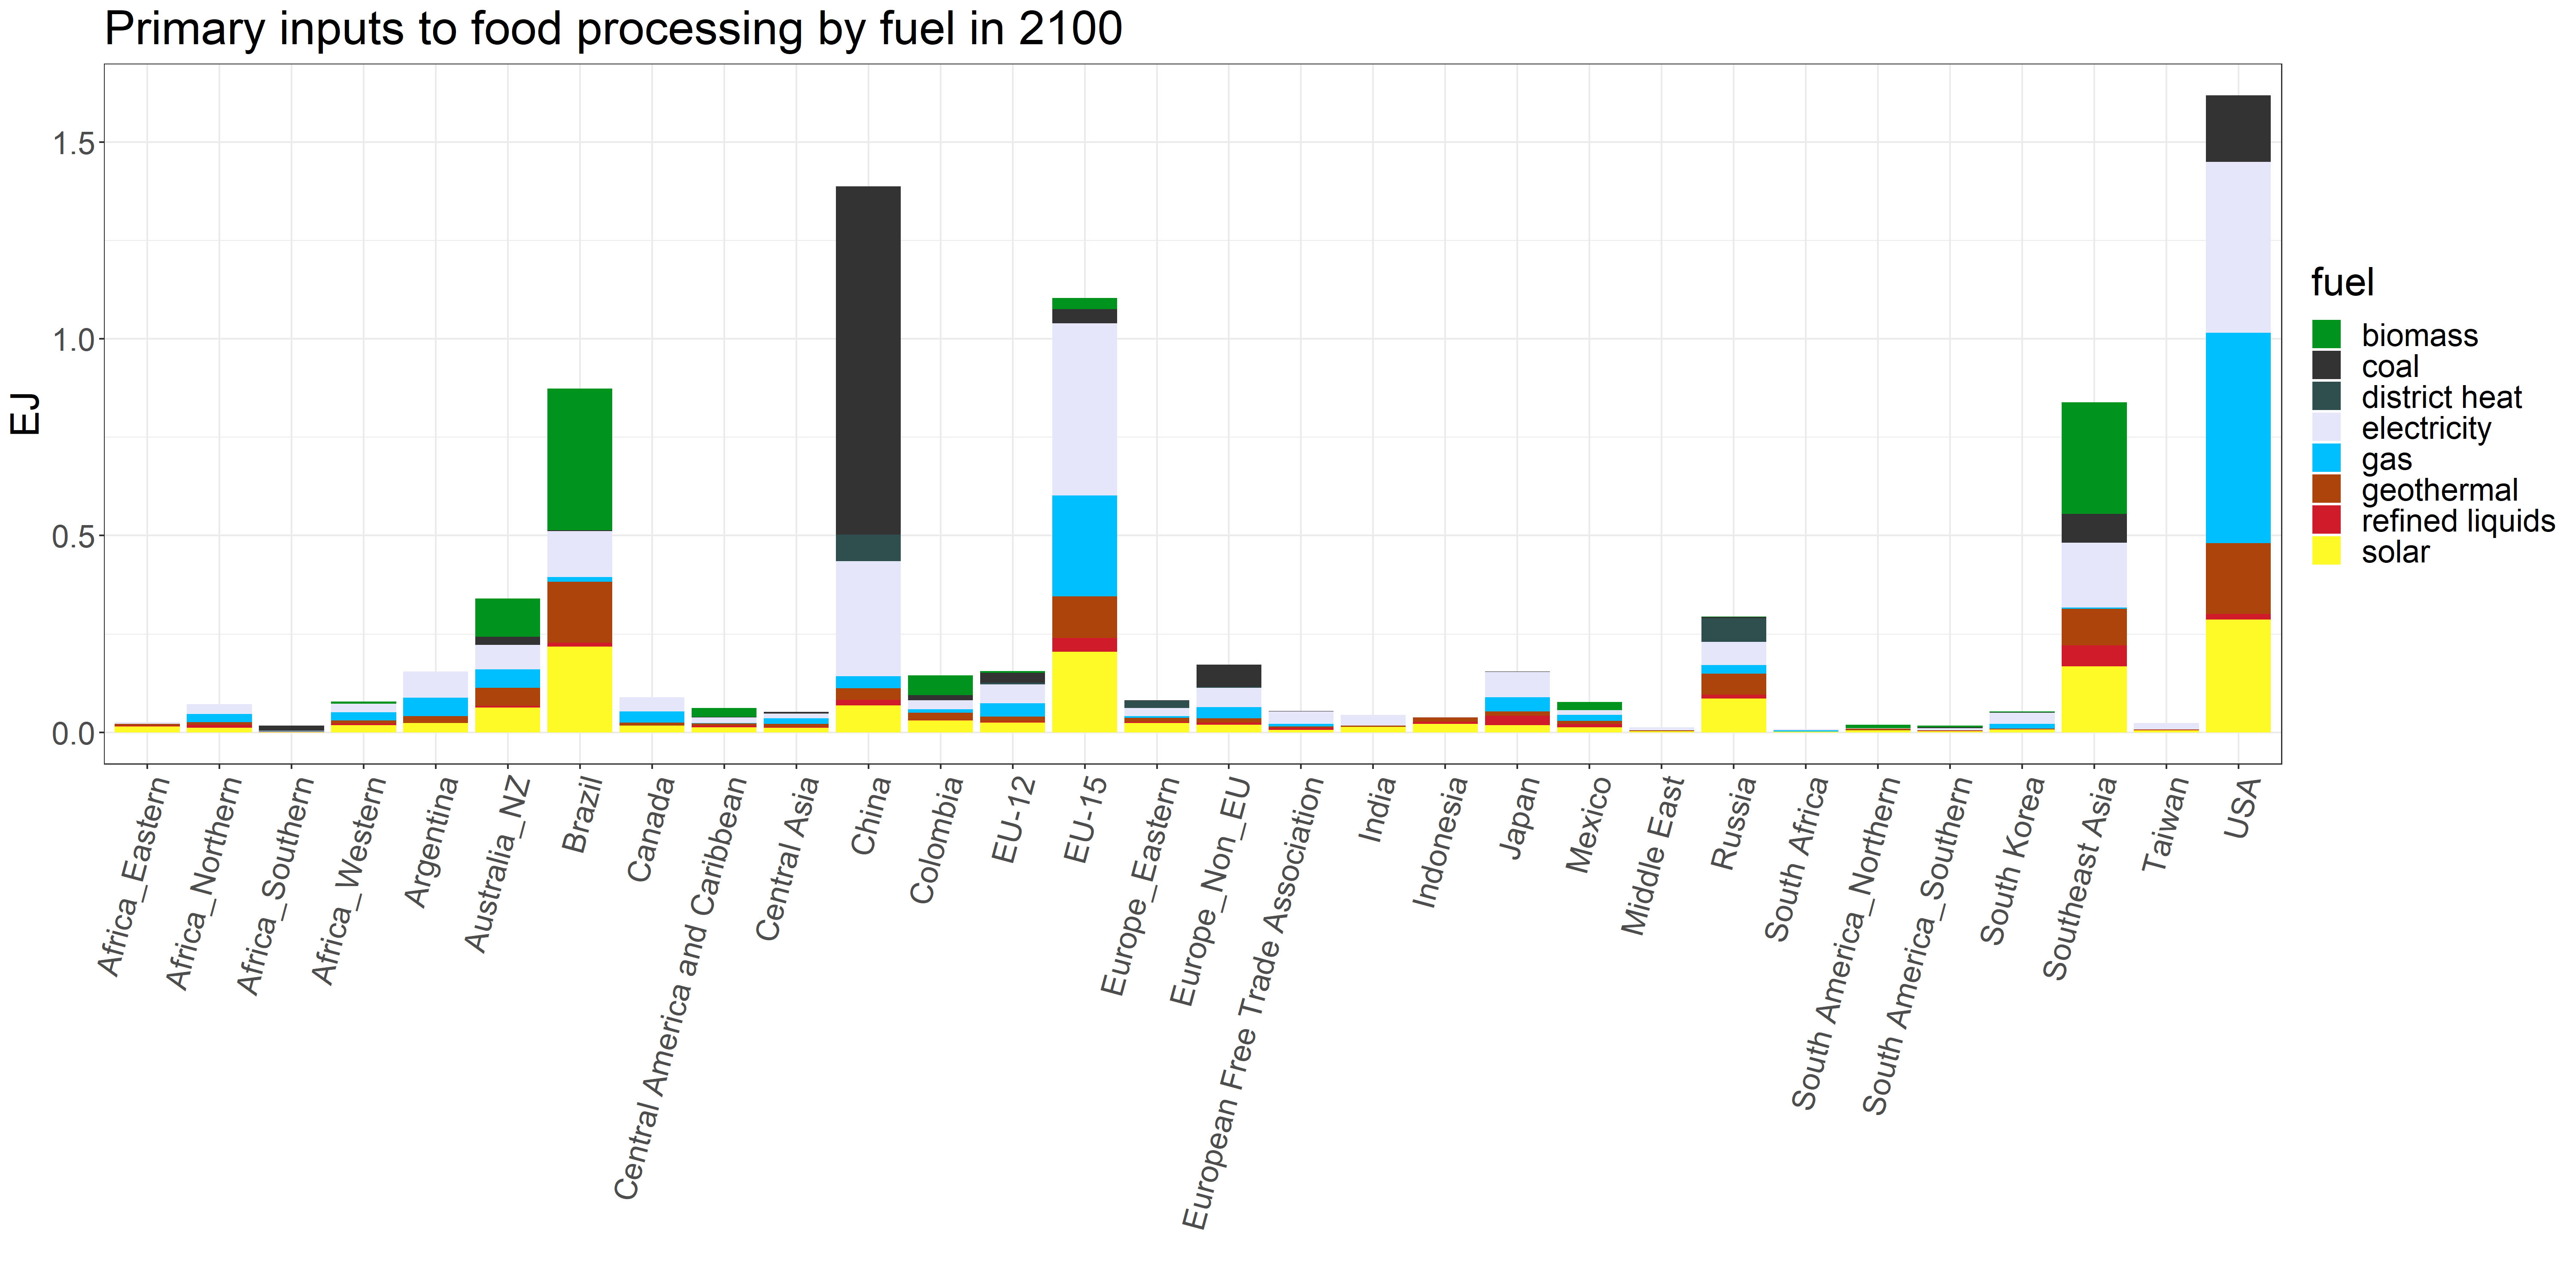 Primary inputs to food processing by fuel in 2100
EJ
1.5
1.0
0.5
0.0
Africa_Eastern
Africa_Northern
Africa_Southern
Africa_Western
Argentina
Australia_NZ
Brazil
Canada
Central America and Caribbean
Central Asia
China
Colombia
EU-12
EU-15
Europe_Eastern
Europe_Non_EU
European Free Trade Association
India
Indonesia
Japan
Mexico
Middle East
Russia
South Africa
South America_Northern
South America_Southern
South Korea
Southeast Asia
Taiwan
USA
fuel
biomass
coal
district heat
electricity
gas
geothermal
refined liquids
solar